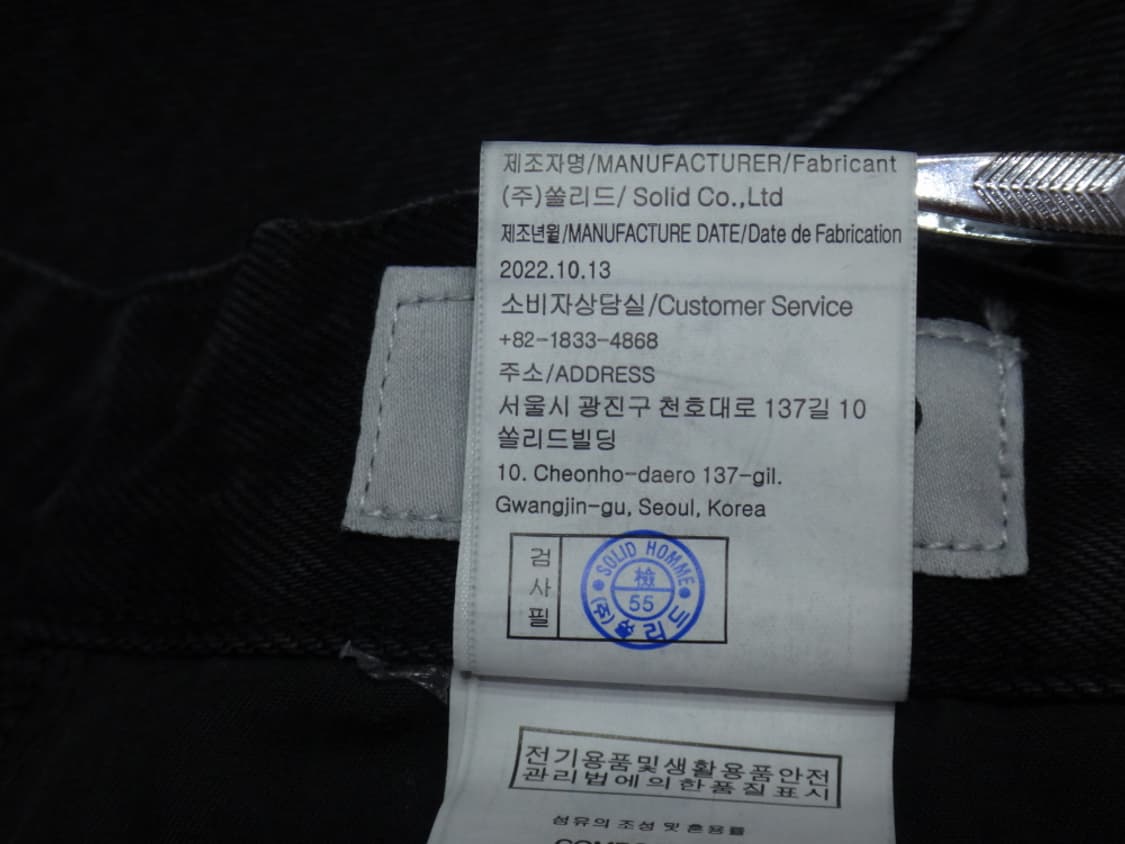 제조자명/MANUFACTURER/Fabricant
(주)쏠리드/ Solid Co.,Ltd
제조년월/MANUFACTURE DATE/Date de Fabrication
2022.10.13
소비자상담실/Customer Service
+82-1833-4868
주소/ADDRESS
서울시 광진구 천호대로 137길 10
쏠리드빌딩
10. Cheonho-daero 137-gil.
Gwangjin-gu, Seoul, Korea
검사필
SOLID HOMME
檢
55
(주)쏠리드
전기용품및생활용품안전
관리법에의한품질표시
섬유의 조성 및 혼용률